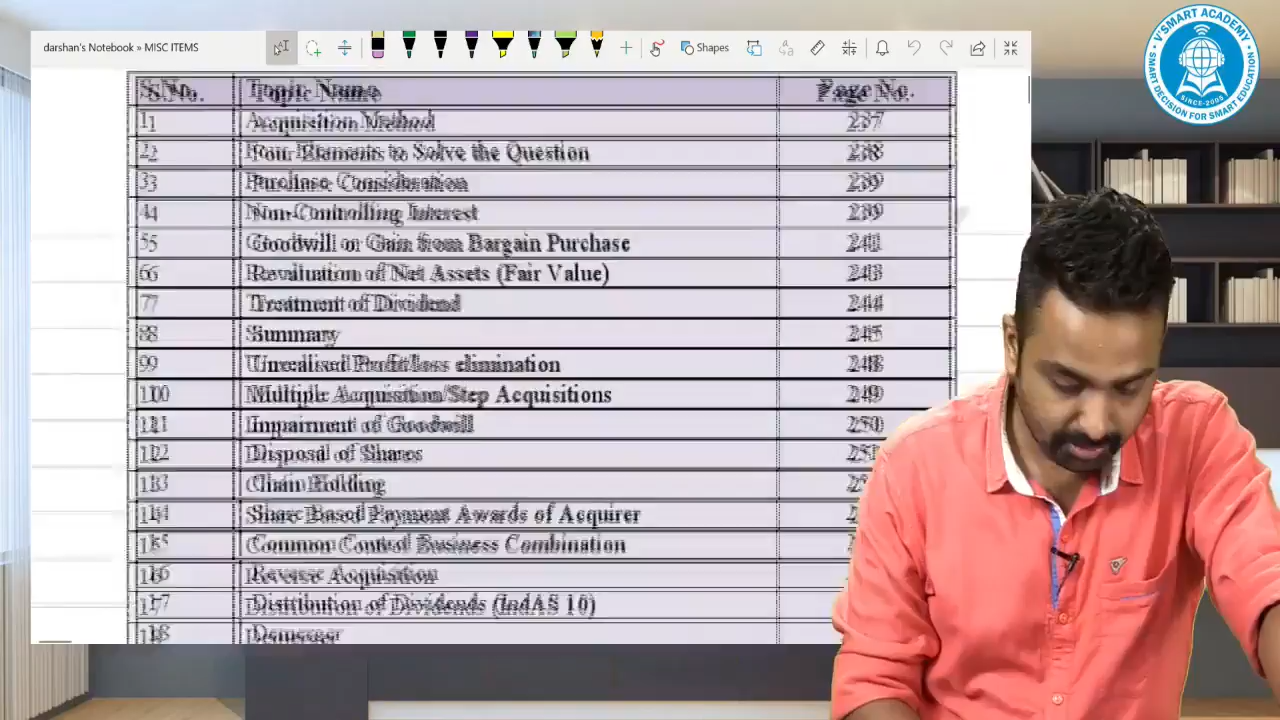 darshan's Notebook » MISC ITEMS
Shapes
V'SMART ACADEMY
SINCE-2005
SMART DECISION FOR SMART EDUCATION
S.No. Topic Name Page No.
1 Acquisition Method 237
2 Four Elements to Solve the Question 238
3 Purchase Consideration 239
4 Non-Controlling Interest 239
5 Goodwill or Gain from Bargain Purchase 241
6 Revaluation of Net Assets (Fair Value) 243
7 Treatment of Dividend 244
8 Summary 245
9 Unrealised Profit/loss elimination 248
10 Multiple Acquisition/Step Acquisitions 249
11 Impairment of Goodwill 250
12 Disposal of Shares
13 Chain Holding
14 Share Based Payment Awards of Acquirer
15 Common Control Business Combination
16 Reverse Acquisition
17 Distribution of Dividends (IndAS 10)
18 Demerger